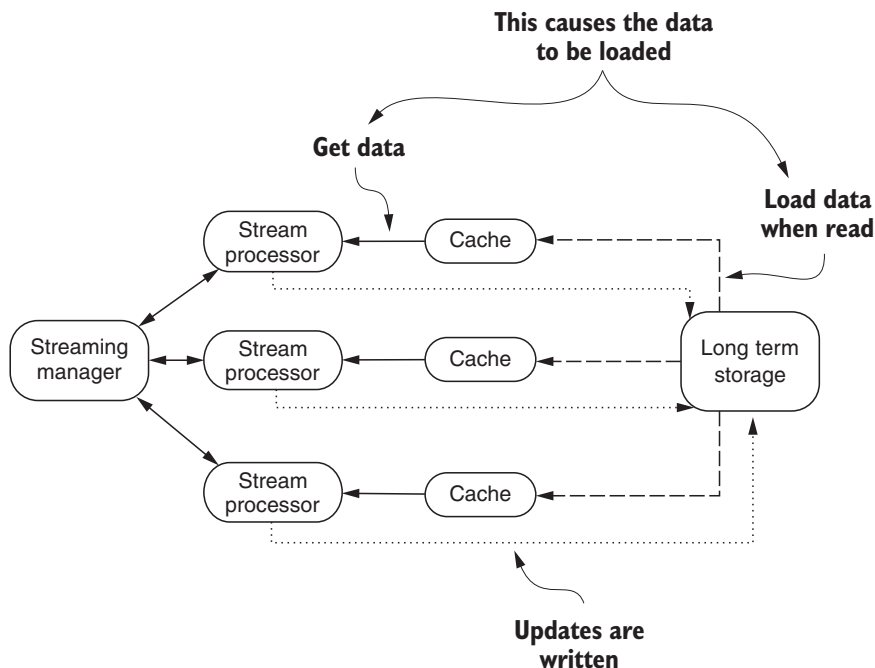 This causes the data
to be loaded
Get data
Load data
when read
Stream
processor
Cache
Streaming
manager
Stream
processor
Cache
Long term
storage
Stream
processor
Cache
Updates are
written